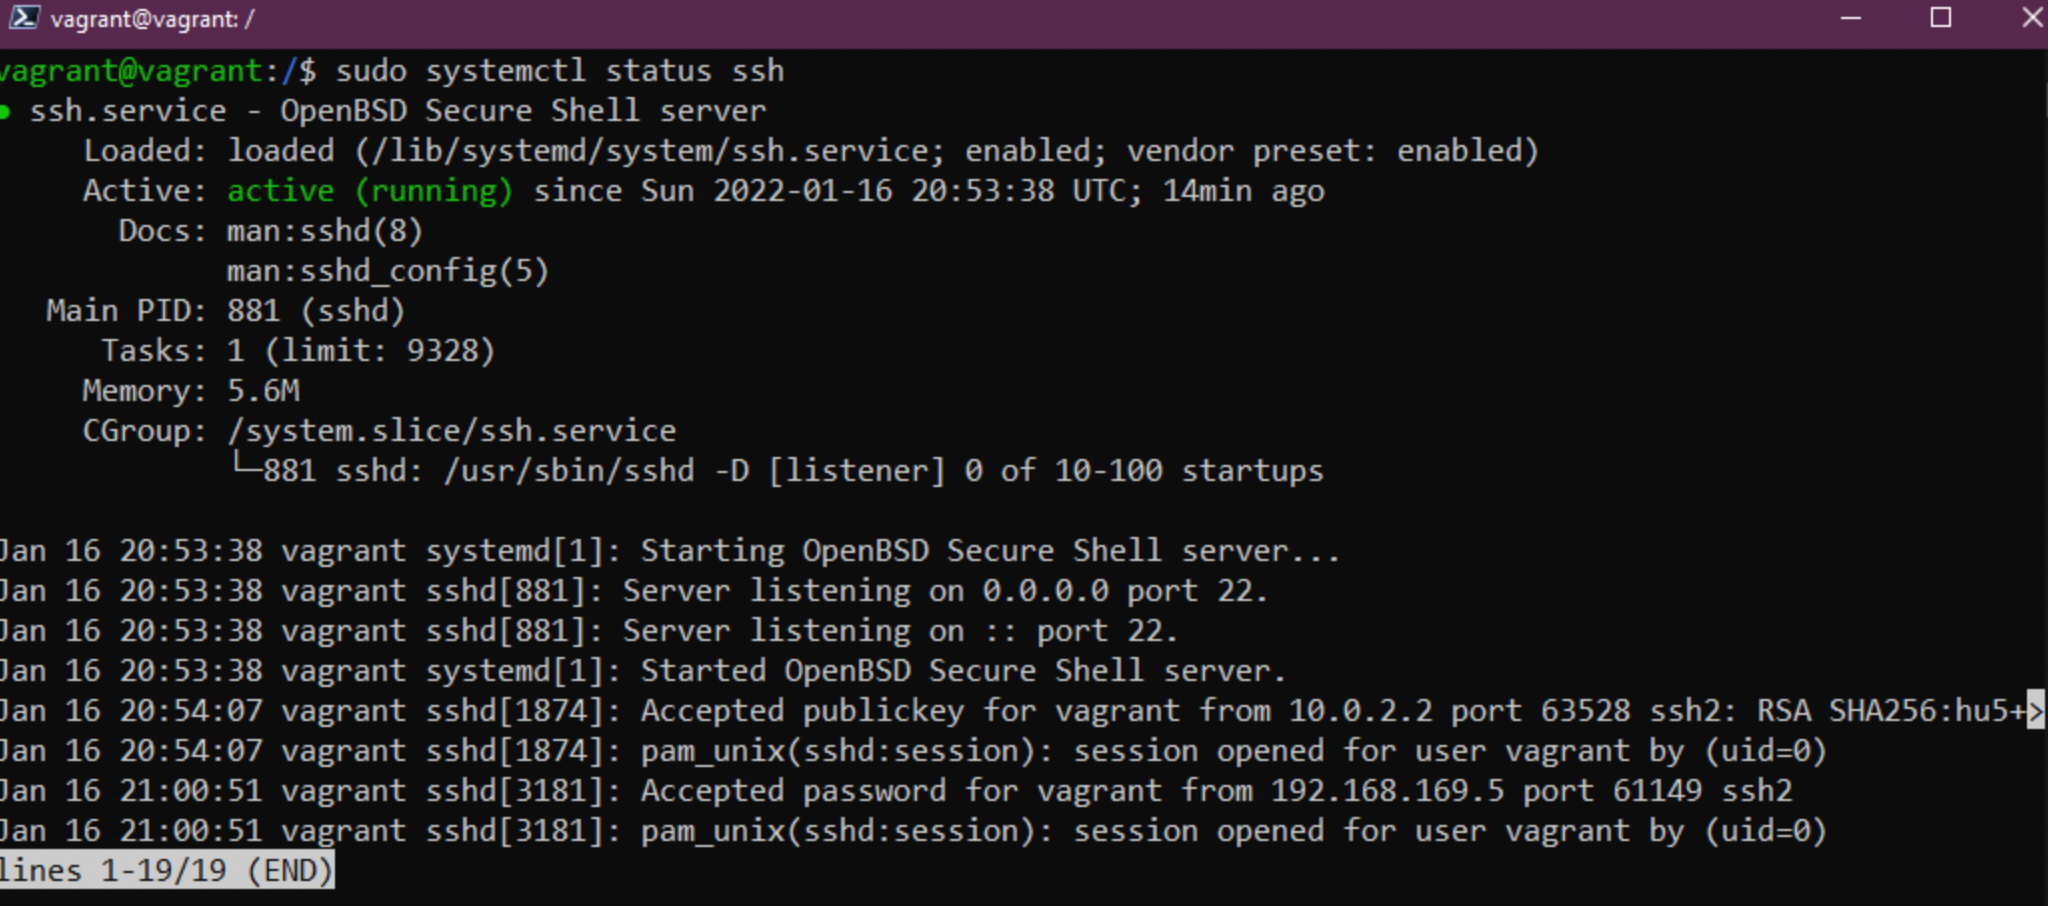 vagrant@vagrant: /
vagrant@vagrant:/$ sudo systemctl status ssh
● ssh.service - OpenBSD Secure Shell server
Loaded: loaded (/lib/systemd/system/ssh.service; enabled; vendor preset: enabled)
Active: active (running) since Sun 2022-01-16 20:53:38 UTC; 14min ago
Docs: man:sshd(8)
man:sshd_config(5)
Main PID: 881 (sshd)
Tasks: 1 (limit: 9328)
Memory: 5.6M
CGroup: /system.slice/ssh.service
└─881 sshd: /usr/sbin/sshd -D [listener] 0 of 10-100 startups
Jan 16 20:53:38 vagrant systemd[1]: Starting OpenBSD Secure Shell server...
Jan 16 20:53:38 vagrant sshd[881]: Server listening on 0.0.0.0 port 22.
Jan 16 20:53:38 vagrant sshd[881]: Server listening on :: port 22.
Jan 16 20:53:38 vagrant systemd[1]: Started OpenBSD Secure Shell server.
Jan 16 20:54:07 vagrant sshd[1874]: Accepted publickey for vagrant from 10.0.2.2 port 63528 ssh2: RSA SHA256:hu5+>
Jan 16 20:54:07 vagrant sshd[1874]: pam_unix(sshd:session): session opened for user vagrant by (uid=0)
Jan 16 21:00:51 vagrant sshd[3181]: Accepted password for vagrant from 192.168.169.5 port 61149 ssh2
Jan 16 21:00:51 vagrant sshd[3181]: pam_unix(sshd:session): session opened for user vagrant by (uid=0)
lines 1-19/19 (END)